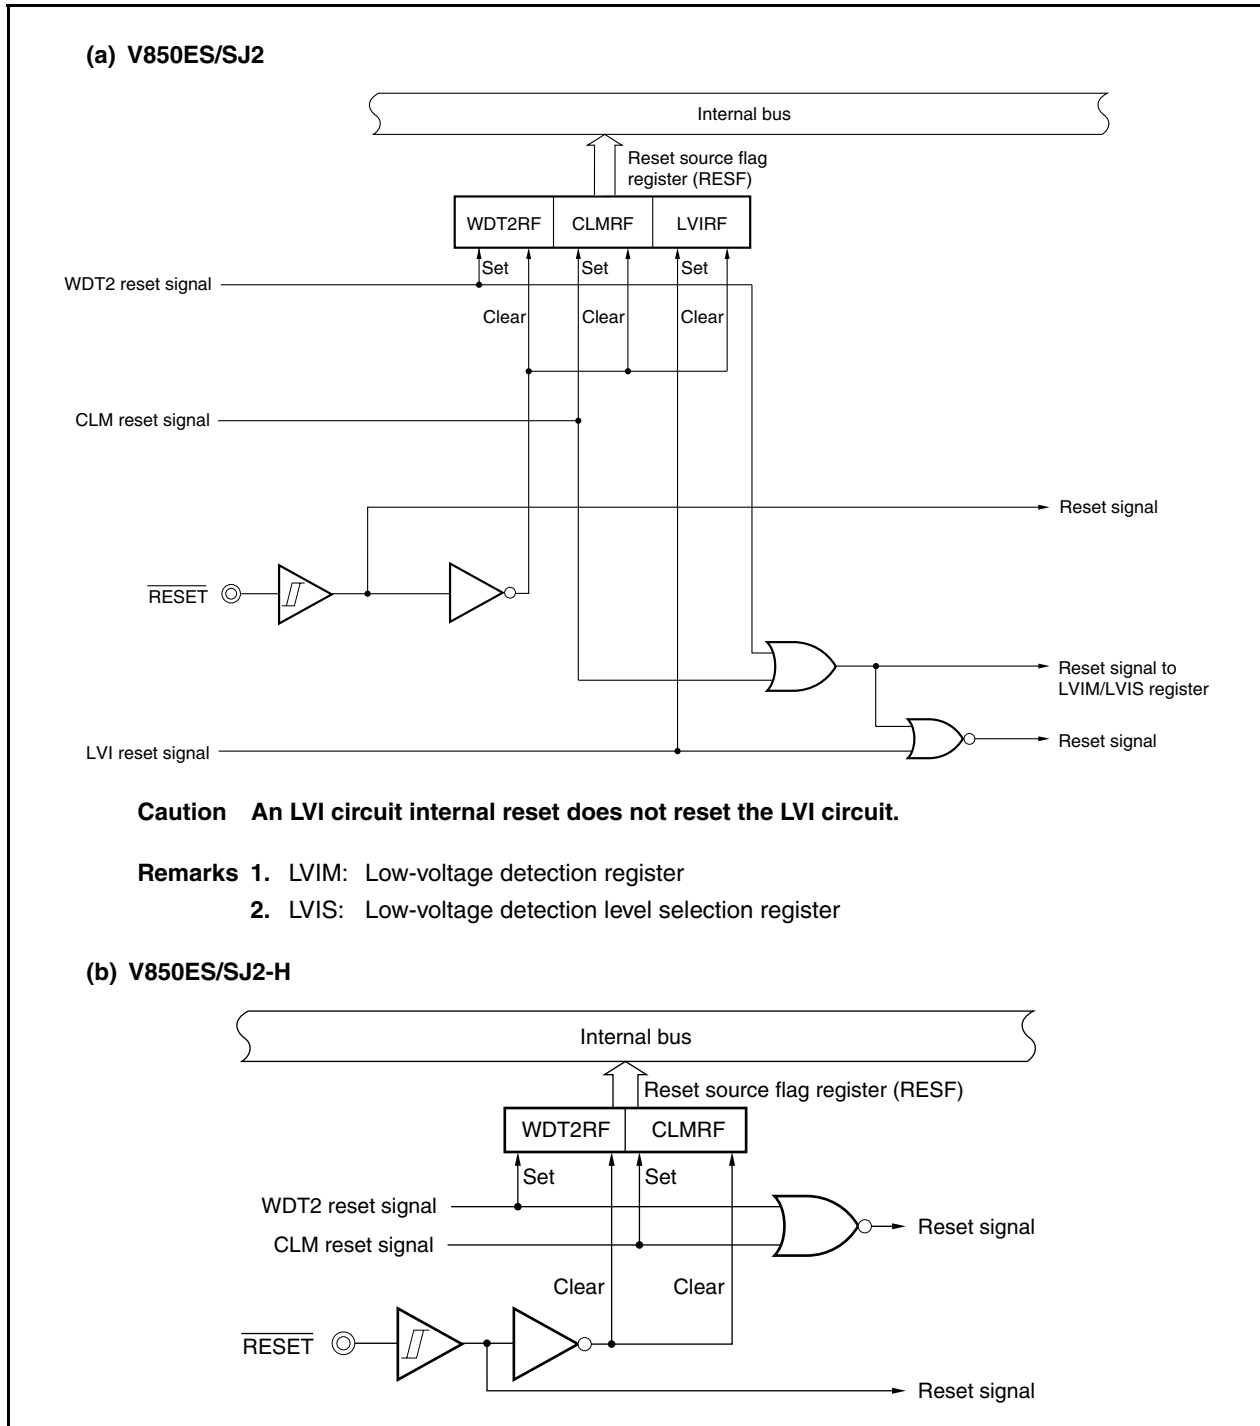 (a) V850ES/SJ2
Internal bus
Reset source flag
register (RESF)
WDT2RF CLMRF LVIRF
Set Set Set
WDT2 reset signal
Clear Clear Clear
CLM reset signal
Reset signal
RESET
Reset signal to
LVIM/LVIS register
LVI reset signal
Reset signal
Caution An LVI circuit internal reset does not reset the LVI circuit.
Remarks 1. LVIM: Low-voltage detection register
2. LVIS: Low-voltage detection level selection register
(b) V850ES/SJ2-H
Internal bus
Reset source flag register (RESF)
WDT2RF CLMRF
Set Set
WDT2 reset signal
Reset signal
CLM reset signal
Clear Clear
RESET
Reset signal